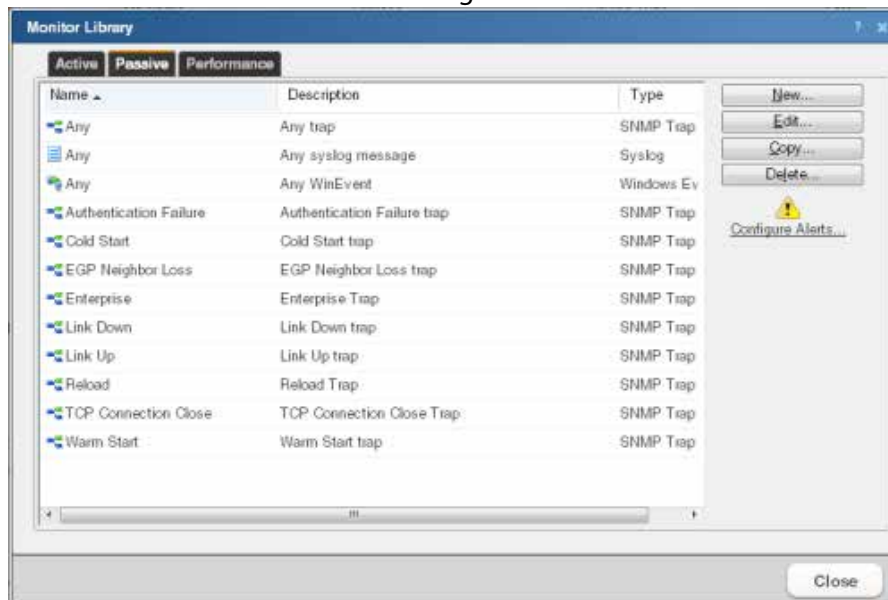 Monitor Library ? ×
Active Passive Performance
Name Description Type
Any Any trap SNMP Trap
Any Any syslog message Syslog
Any Any WinEvent Windows Ev
Authentication Failure Authentication Failure trap SNMP Trap
Cold Start Cold Start trap SNMP Trap
EGP Neighbor Loss EGP Neighbor Loss trap SNMP Trap
Enterprise Enterprise Trap SNMP Trap
Link Down Link Down trap SNMP Trap
Link Up Link Up trap SNMP Trap
Reload Reload Trap SNMP Trap
TCP Connection Close TCP Connection Close Trap SNMP Trap
Warm Start Warm Start trap SNMP Trap
New...
Edit...
Copy...
Delete...
Configure Alerts...
Close